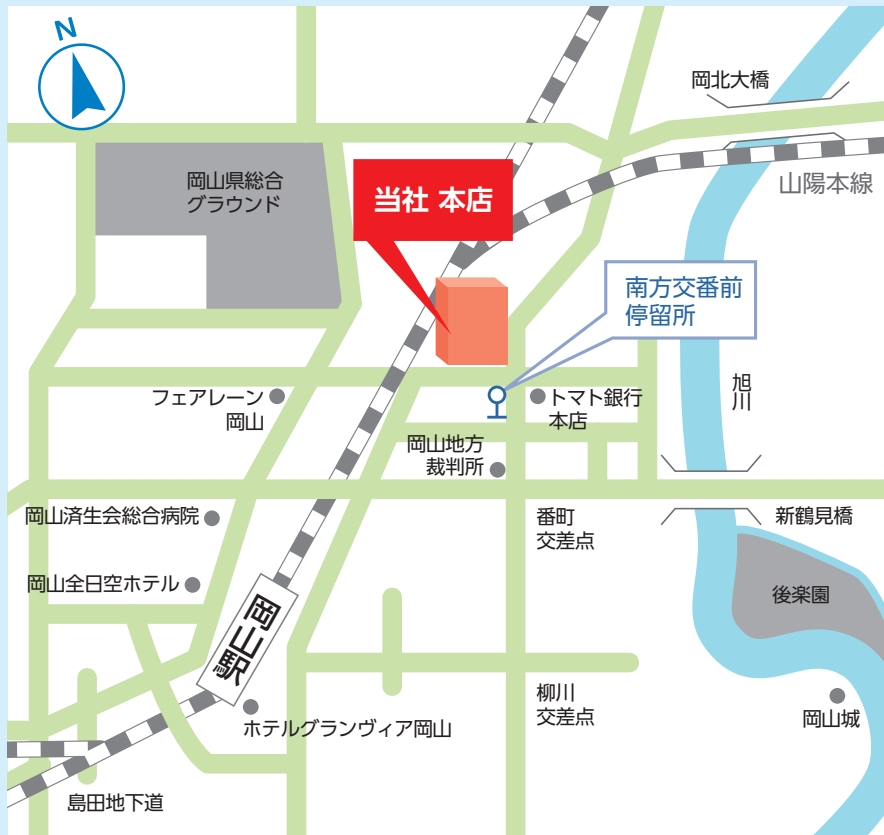 N
岡北大橋
山陽本線
岡山県総合
グラウンド
当社 本店
南方交番前
停留所
旭川
フェアレーン
岡山
トマト銀行
本店
岡山地方
裁判所
岡山済生会総合病院
番町
交差点
新鶴見橋
岡山全日空ホテル
後楽園
岡山駅
柳川
交差点
岡山城
ホテルグランヴィア岡山
島田地下道